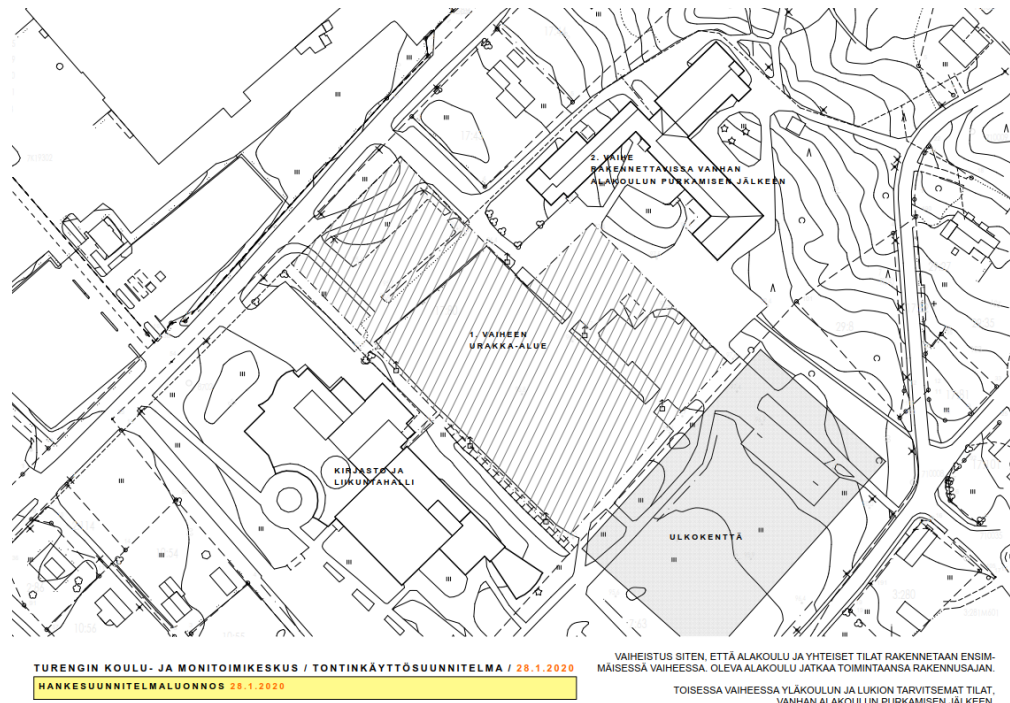 2. VAIHE
RAKENNETTAVISSA VANHAN
ALAKOULUN PURKAMISEN JÄLKEEN
1. VAIHEEN
URAKKA-ALUE
KIRJASTO JA
LIIKUNTAHALLI
ULKOKENTTÄ
TURENGIN KOULU- JA MONITOIMIKESKUS / TONTINKÄYTTÖSUUNNITELMA / 28.1.2020
HANKESUUNNITELMALUONNOS 28.1.2020
VAIHEISTUS SITEN, ETTÄ ALAKOULU JA YHTEISET TILAT RAKENNETAAN ENSIM-
MÄISESSÄ VAIHEESSA. OLEVA ALAKOULU JATKAA TOIMINTAANSA RAKENNUSAJAN.
TOISESSA VAIHEESSA YLÄKOULUN JA LUKION TARVITSEMAT TILAT,
VANHAN ALAKOULUN PURKAMISEN JÄLKEEN.